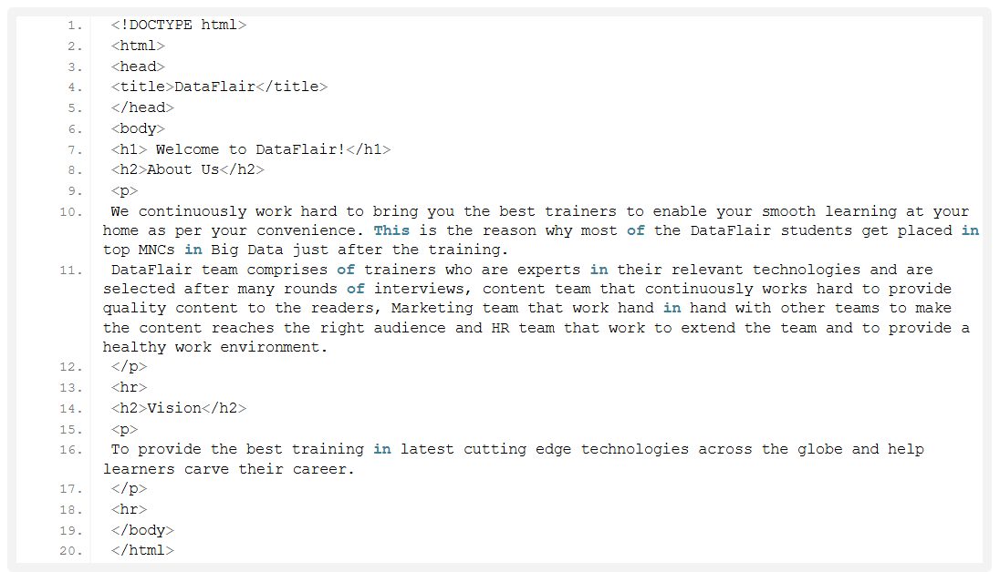 1. <!DOCTYPE html>
2. <html>
3. <head>
4. <title>DataFlair</title>
5. </head>
6. <body>
7. <h1> Welcome to DataFlair!</h1>
8. <h2>About Us</h2>
9. <p>
10. We continuously work hard to bring you the best trainers to enable your smooth learning at your
home as per your convenience. This is the reason why most of the DataFlair students get placed in
top MNCs in Big Data just after the training.
11. DataFlair team comprises of trainers who are experts in their relevant technologies and are
selected after many rounds of interviews, content team that continuously works hard to provide
quality content to the readers, Marketing team that work hand in hand with other teams to make
the content reaches the right audience and HR team that work to extend the team and to provide a
healthy work environment.
12. </p>
13. <hr>
14. <h2>Vision</h2>
15. <p>
16. To provide the best training in latest cutting edge technologies across the globe and help
learners carve their career.
17. </p>
18. <hr>
19. </body>
20. </html>